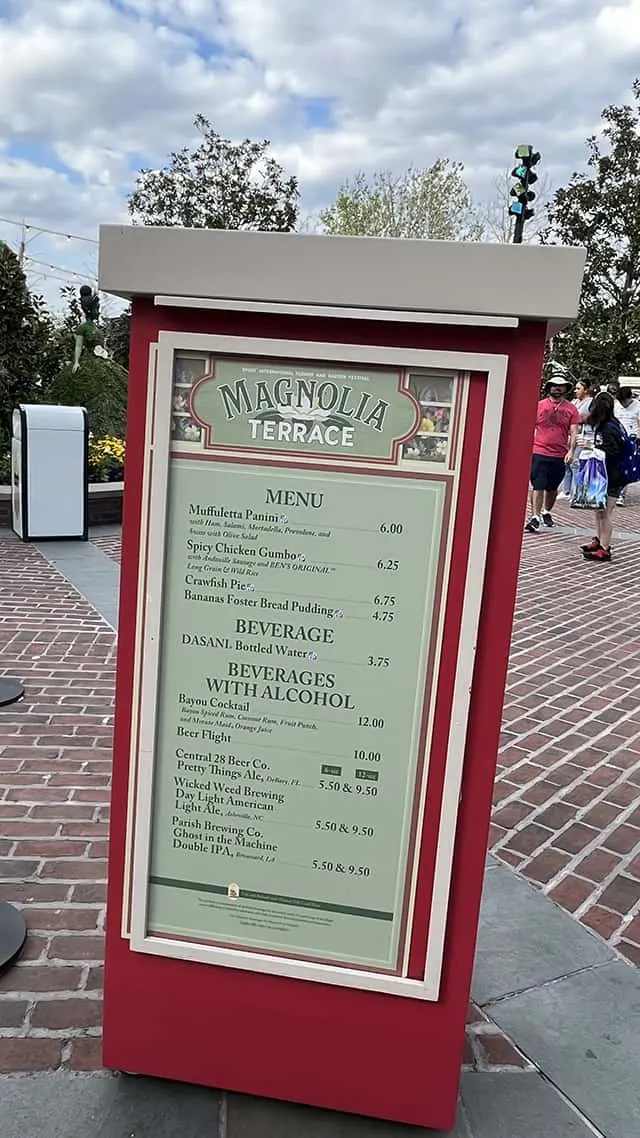 EPCOT INTERNATIONAL FLOWER AND GARDEN FESTIVAL
MAGNOLIA
TERRACE
MENU
Muffuletta Panini 6.00
with Ham, Salami, Mortadella, Provolone, and
with Olive Salad
Spicy Chicken Gumbo 6.25
with Andouille Sausage and BEN'S ORIGINAL™
Long Grain & Wild Rice
Crawfish Pie 6.75
Bananas Foster Bread Pudding 4.75
BEVERAGE
DASANI Bottled Water 3.75
BEVERAGES
WITH ALCOHOL
Bayou Cocktail 12.00
Bayou Spiced Rum, Coconut Rum, Fruit Punch,
and Minute Maid Orange Juice
Beer Flight 10.00
6-oz 12-oz
Central 28 Beer Co.
Pretty Things Ale, DeBary, FL 5.50 & 9.50
Wicked Weed Brewing
Day Light American
Light Ale, Asheville, NC 5.50 & 9.50
Parish Brewing Co.
Ghost in the Machine
Double IPA, Broussard, LA 5.50 & 9.50